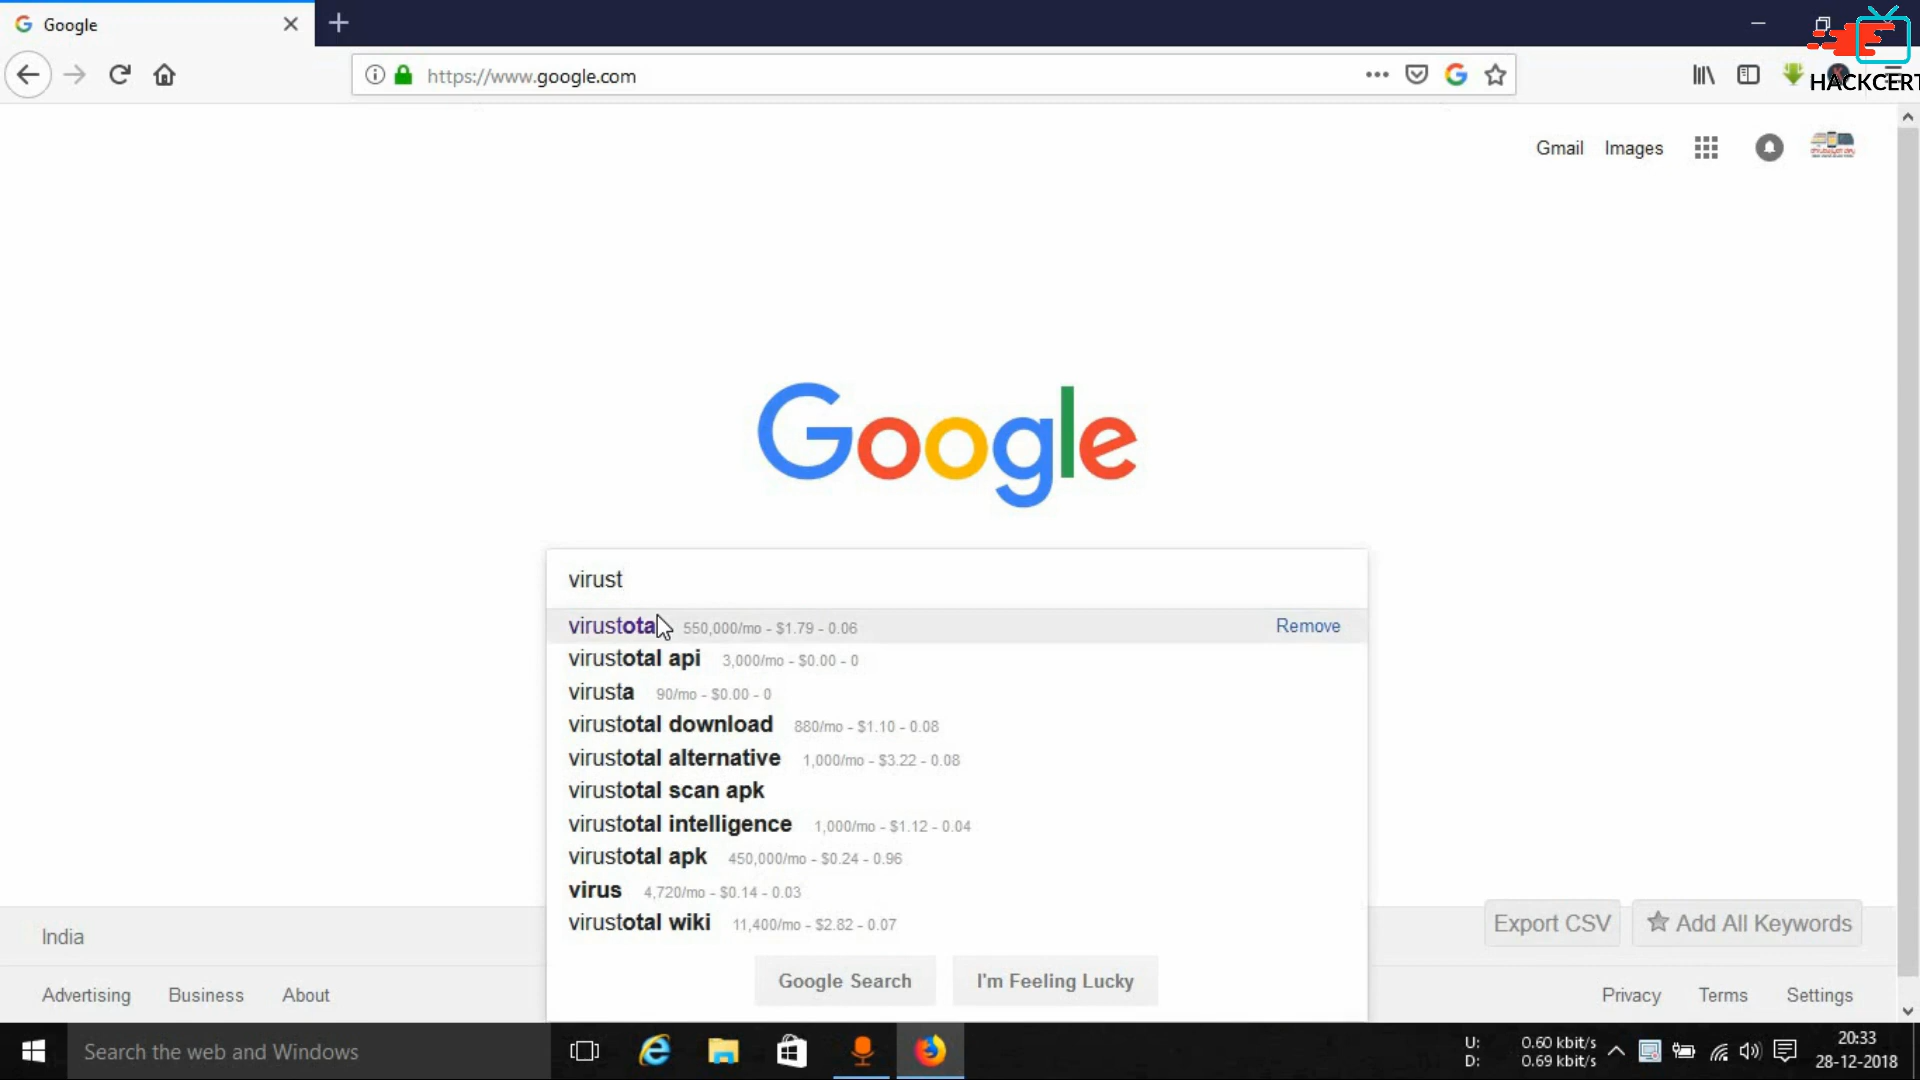 Google
https://www.google.com
HACKCERT
Gmail Images
Google
virust
virustotal 550,000/mo - $1.79 - 0.06 Remove
virustotal api 3,000/mo - $0.00 - 0
virusta 90/mo - $0.00 - 0
virustotal download 880/mo - $1.10 - 0.08
virustotal alternative 1,000/mo - $3.22 - 0.08
virustotal scan apk
virustotal intelligence 1,000/mo - $1.12 - 0.04
virustotal apk 450,000/mo - $0.24 - 0.96
virus 4,720/mo - $0.14 - 0.03
virustotal wiki 11,400/mo - $2.82 - 0.07
Export CSV Add All Keywords
India
Google Search I'm Feeling Lucky
Advertising Business About Privacy Terms Settings
Search the web and Windows
U: 0.60 kbit/s
D: 0.69 kbit/s
20:33
28-12-2018